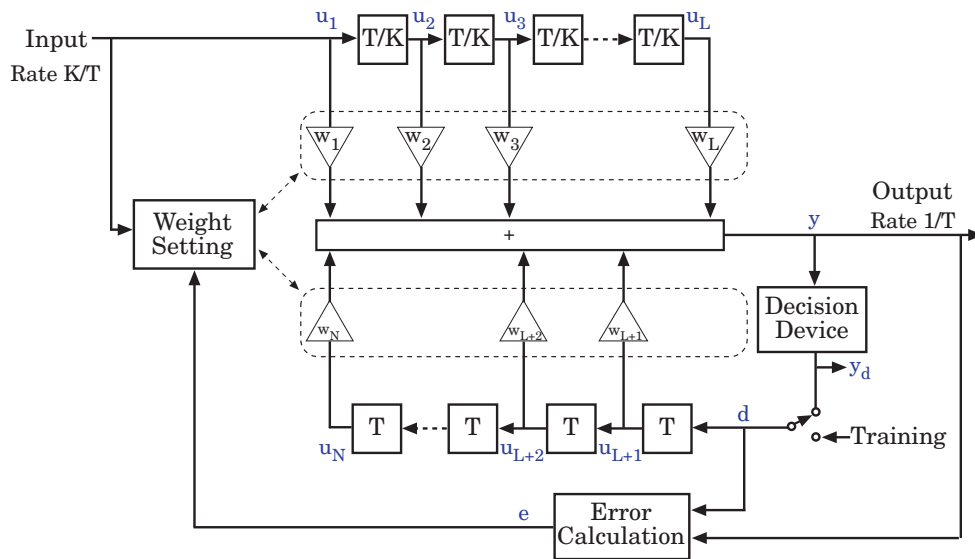 Input
Rate K/T
u1 T/K u2 T/K u3 T/K T/K uL
w1 w2 w3 wL
Weight
Setting
+
y
Output
Rate 1/T
wN wL+2 wL+1
Decision
Device
yd
uN T T uL+2 T uL+1 T d
Training
e
Error
Calculation